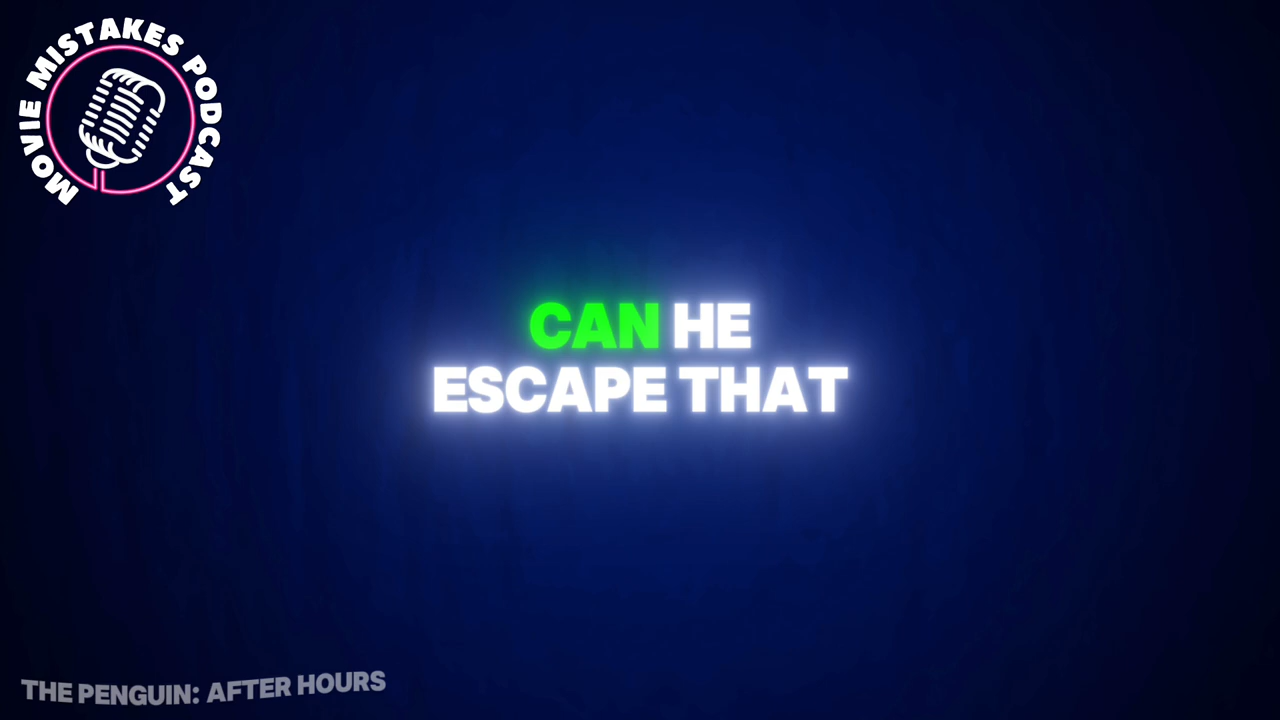 MOVIE MISTAKES PODCAST
CAN HE
ESCAPE THAT
THE PENGUIN: AFTER HOURS